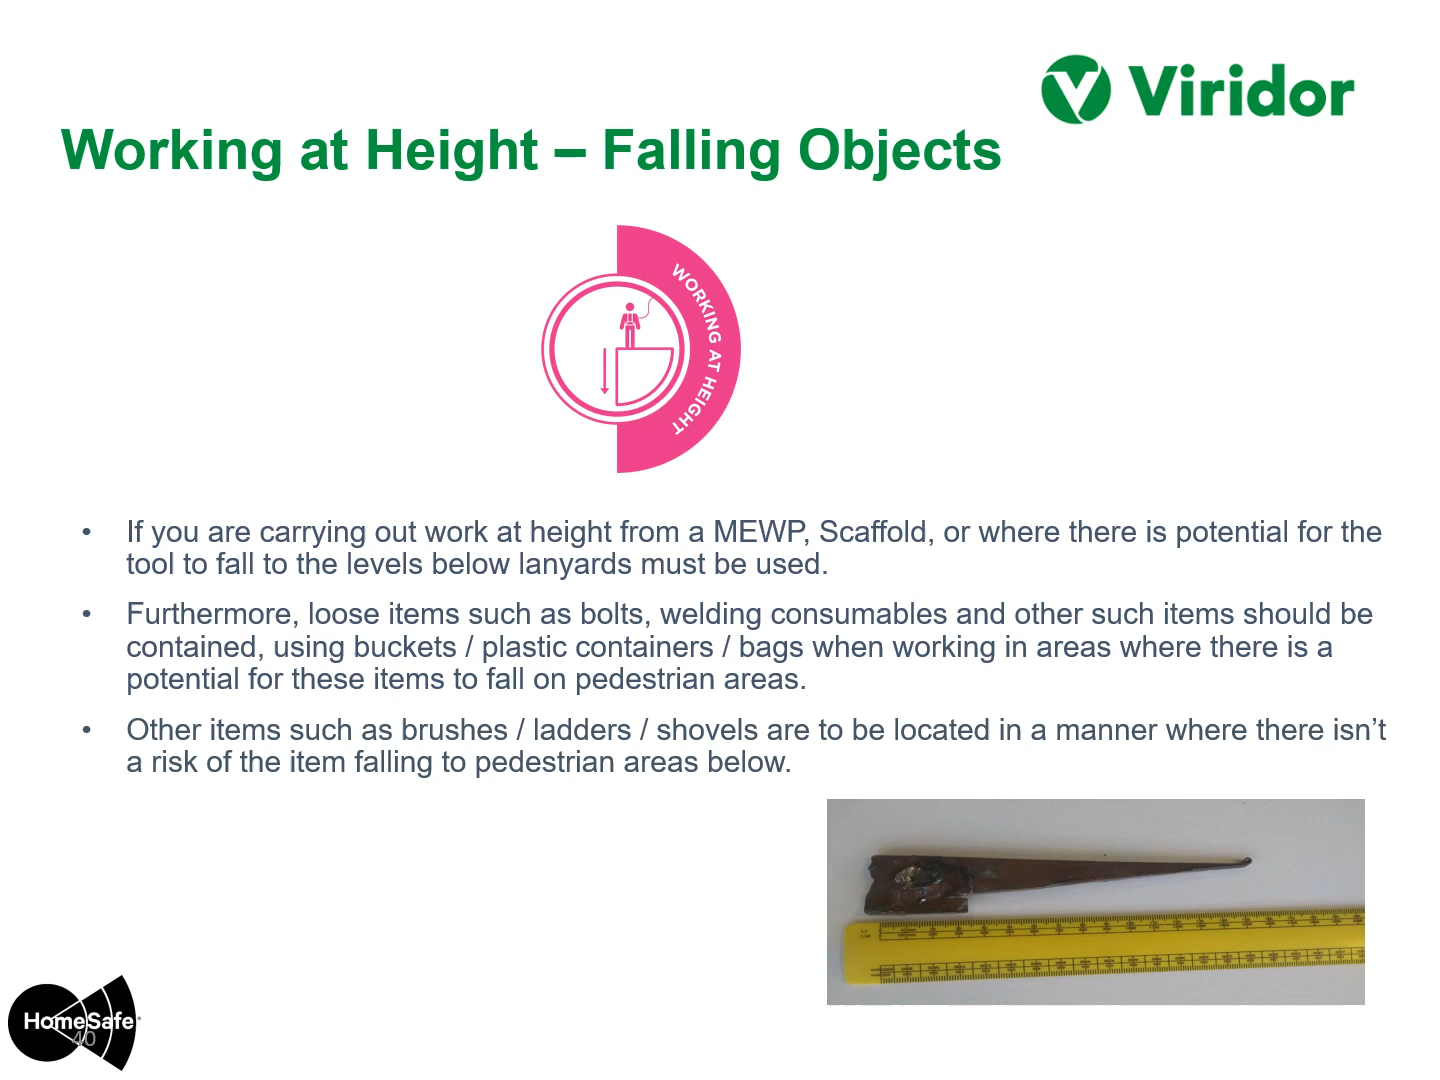 Viridor
Working at Height – Falling Objects
WORKING AT HEIGHT
• If you are carrying out work at height from a MEWP, Scaffold, or where there is potential for the
tool to fall to the levels below lanyards must be used.
• Furthermore, loose items such as bolts, welding consumables and other such items should be
contained, using buckets / plastic containers / bags when working in areas where there is a
potential for these items to fall on pedestrian areas.
• Other items such as brushes / ladders / shovels are to be located in a manner where there isn’t
a risk of the item falling to pedestrian areas below.
HomeSafe
40